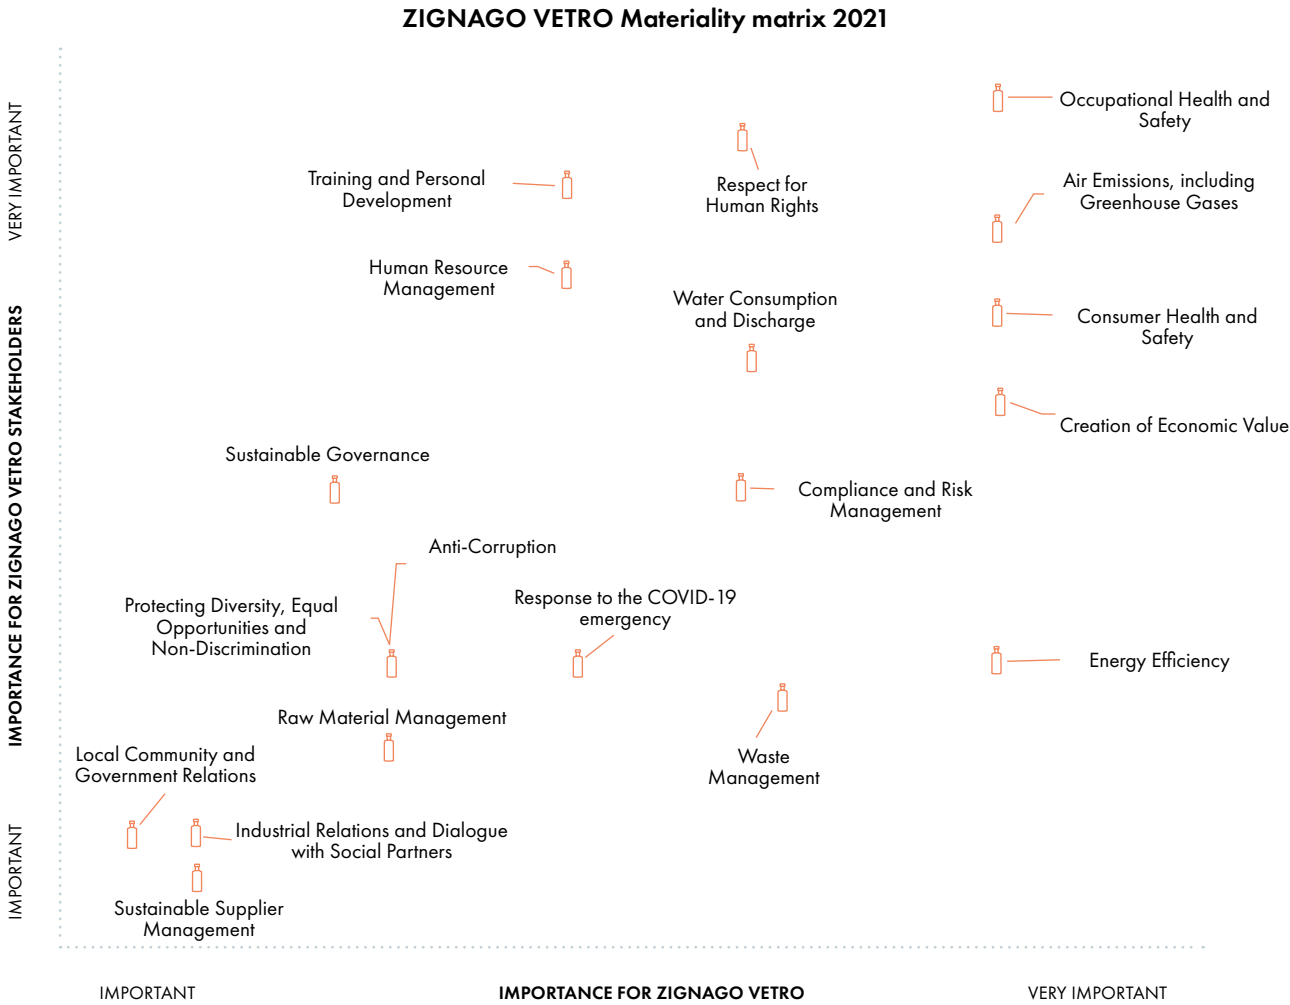 ZIGNAGO VETRO Materiality matrix 2021
VERY IMPORTANT
IMPORTANCE FOR ZIGNAGO VETRO STAKEHOLDERS
IMPORTANT
Occupational Health and
Safety
Training and Personal
Development
Respect for
Human Rights
Air Emissions, including
Greenhouse Gases
Human Resource
Management
Water Consumption
and Discharge
Consumer Health and
Safety
Creation of Economic Value
Sustainable Governance
Compliance and Risk
Management
Anti-Corruption
Protecting Diversity, Equal
Opportunities and
Non-Discrimination
Response to the COVID-19
emergency
Energy Efficiency
Raw Material Management
Waste
Management
Local Community and
Government Relations
Industrial Relations and Dialogue
with Social Partners
Sustainable Supplier
Management
IMPORTANT
IMPORTANCE FOR ZIGNAGO VETRO
VERY IMPORTANT